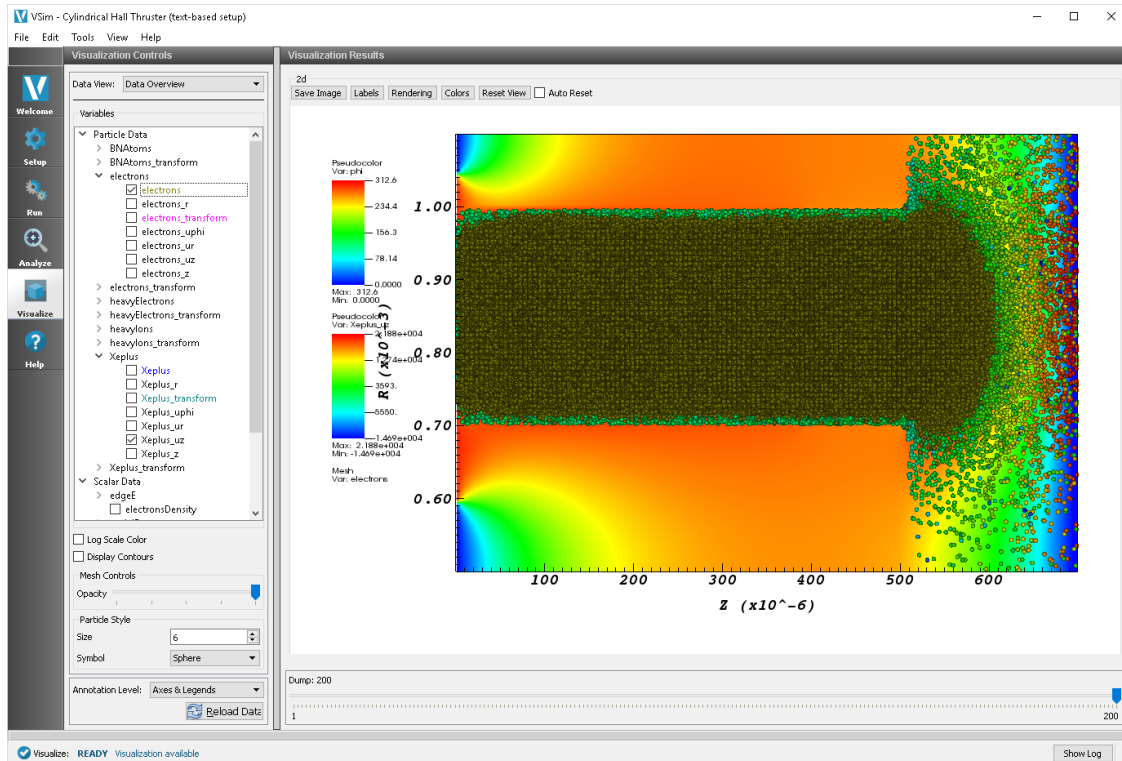 VSim - Cylindrical Hall Thruster (text-based setup)
File Edit Tools View Help
Visualization Controls
Visualization Results
Welcome
Setup
Run
Analyze
Visualize
Help
Data View: Data Overview
Variables
Particle Data
BNAtoms
BNAtoms_transform
electrons
electrons
electrons_r
electrons_transform
electrons_uphi
electrons_ur
electrons_uz
electrons_z
electrons_transform
heavyElectrons
heavyElectrons_transform
heavyIons
heavyIons_transform
Xeplus
Xeplus
Xeplus_r
Xeplus_transform
Xeplus_uphi
Xeplus_ur
Xeplus_uz
Xeplus_z
Xeplus_transform
Scalar Data
edgeE
electronsDensity
Log Scale Color
Display Contours
Mesh Controls
Opacity
Particle Style
Size 6
Symbol Sphere
Annotation Level: Axes & Legends
Reload Data
2d
Save Image Labels Rendering Colors Reset View Auto Reset
Pseudocolor
Var: phi
312.6
234.4
156.3
78.14
0.0000
Max: 312.6
Min: 0.0000
Pseudocolor
Var: Xeplus_uz
2.188e+004
1.274e+004
3593.
-5550.
-1.469e+004
Max: 2.188e+004
Min: -1.469e+004
Mesh
Var: electrons
R (x10^-3)
1.00
0.90
0.80
0.70
0.60
100 200 300 400 500 600
Z (x10^-6)
Dump: 200
1 200
Visualize: READY Visualization available
Show Log